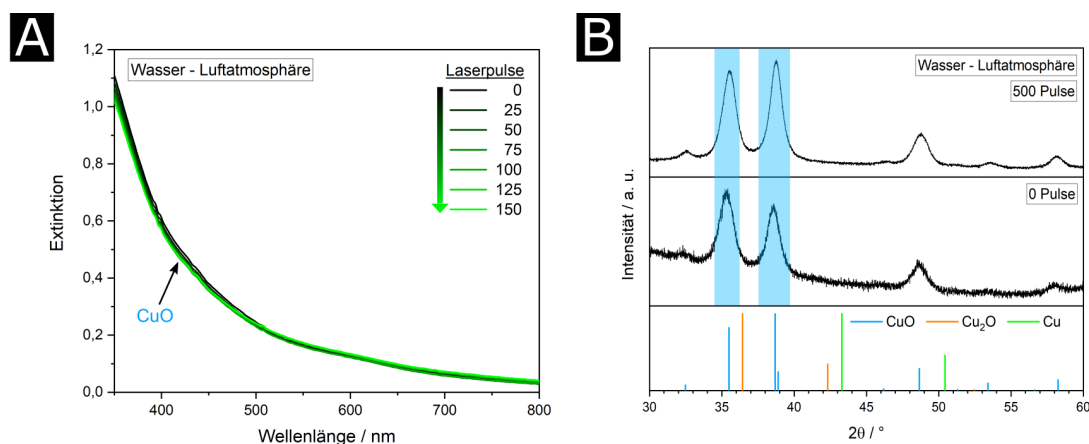 A
1,2
1,0
0,8
0,6
0,4
0,2
0,0
Extinktion
Wasser - Luftatmosphäre
Laserpulse
0
25
50
75
100
125
150
CuO
400 500 600 700 800
Wellenlänge / nm
B
Wasser - Luftatmosphäre
500 Pulse
0 Pulse
Intensität / a. u.
CuO Cu₂O Cu
30 35 40 45 50 55 60
2θ / °